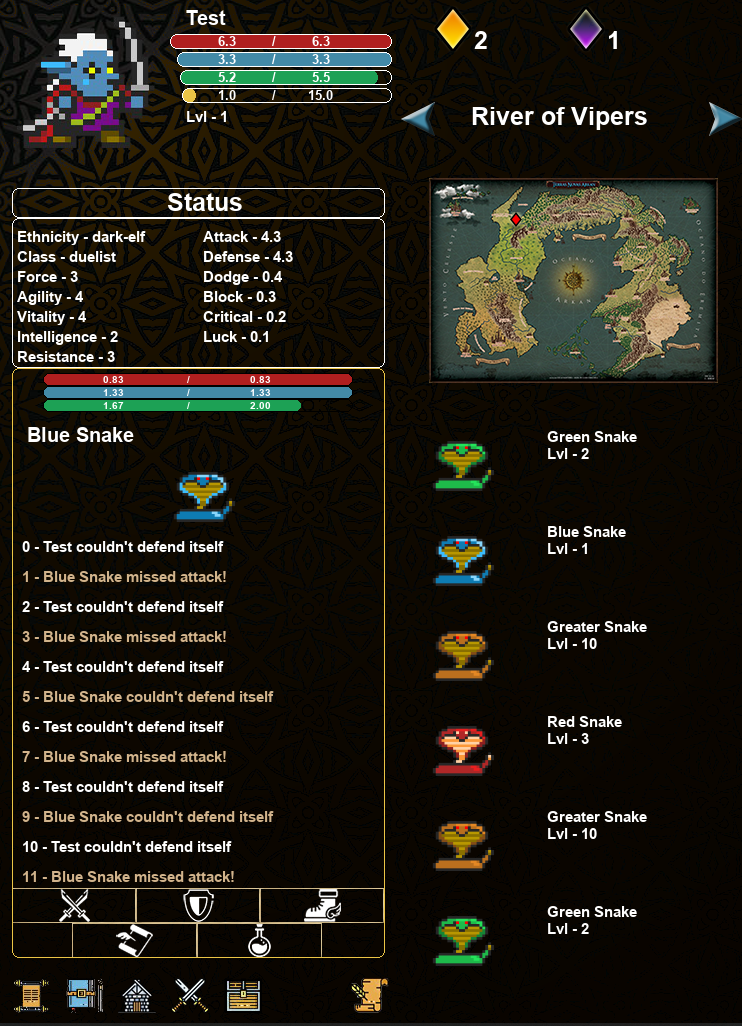 Test
6.3 / 6.3
3.3 / 3.3
5.2 / 5.5
1.0 / 15.0
Lvl - 1
2
1
River of Vipers
Status
Ethnicity - dark-elf
Class - duelist
Force - 3
Agility - 4
Vitality - 4
Intelligence - 2
Resistance - 3
Attack - 4.3
Defense - 4.3
Dodge - 0.4
Block - 0.3
Critical - 0.2
Luck - 0.1
OCEANO
ARKAN
0.83 / 0.83
1.33 / 1.33
1.67 / 2.00
Blue Snake
0 - Test couldn't defend itself
1 - Blue Snake missed attack!
2 - Test couldn't defend itself
3 - Blue Snake missed attack!
4 - Test couldn't defend itself
5 - Blue Snake couldn't defend itself
6 - Test couldn't defend itself
7 - Blue Snake missed attack!
8 - Test couldn't defend itself
9 - Blue Snake couldn't defend itself
10 - Test couldn't defend itself
11 - Blue Snake missed attack!
Green Snake
Lvl - 2
Blue Snake
Lvl - 1
Greater Snake
Lvl - 10
Red Snake
Lvl - 3
Greater Snake
Lvl - 10
Green Snake
Lvl - 2